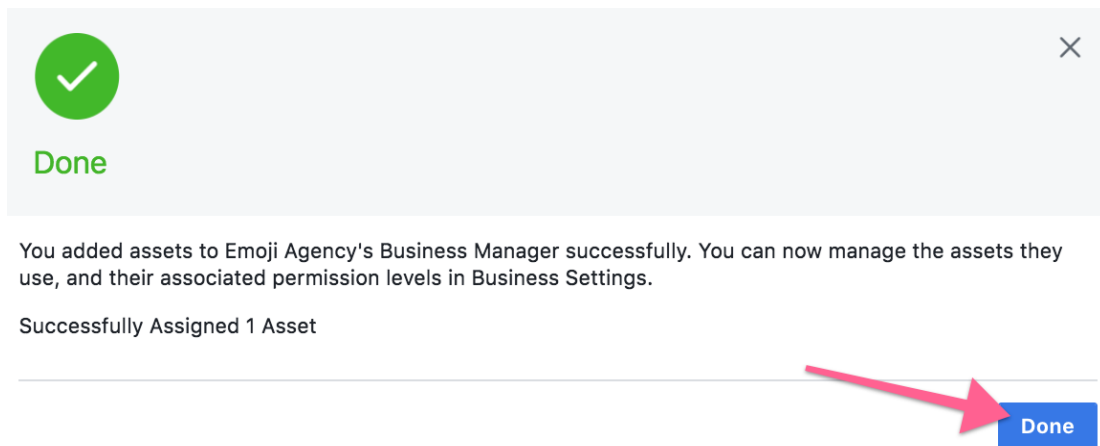 Done
You added assets to Emoji Agency's Business Manager successfully. You can now manage the assets they
use, and their associated permission levels in Business Settings.
Successfully Assigned 1 Asset
Done